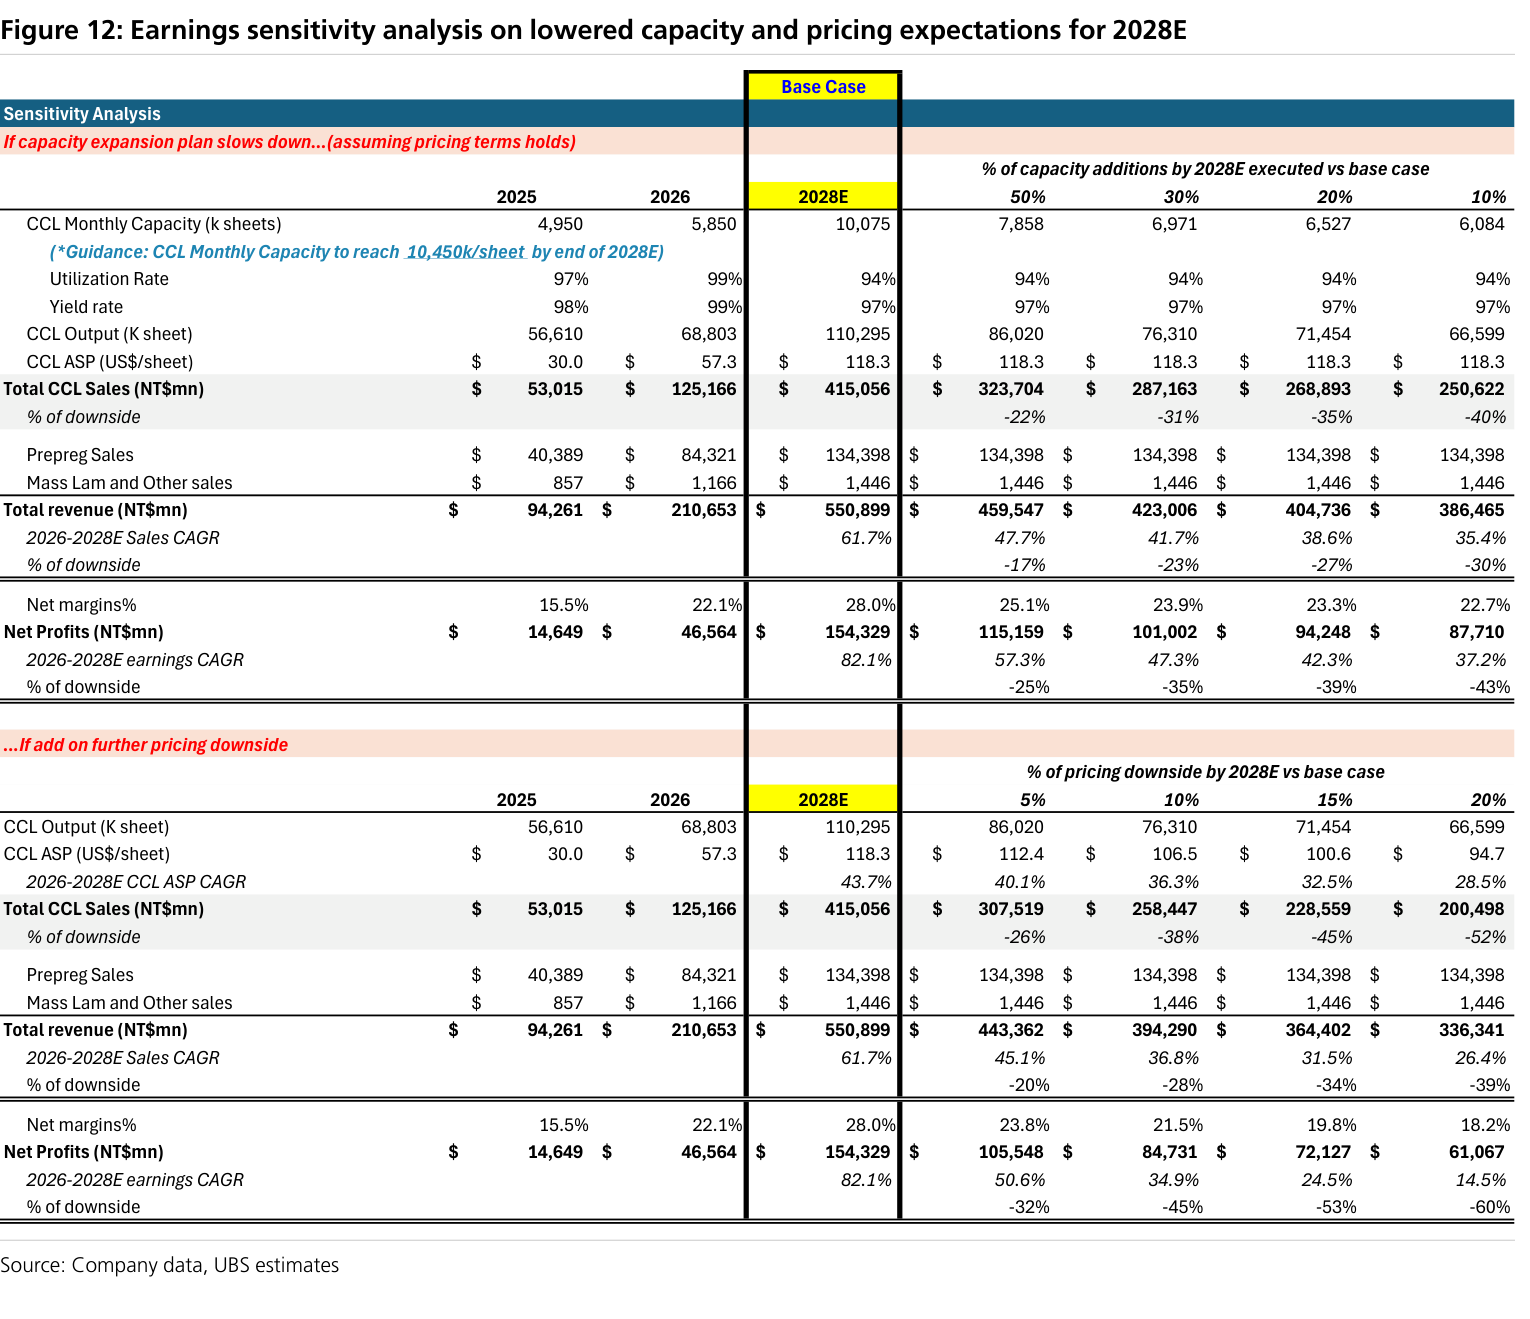 Figure 12: Earnings sensitivity analysis on lowered capacity and pricing expectations for 2028E
Base Case
Sensitivity Analysis
If capacity expansion plan slows down...(assuming pricing terms holds)
% of capacity additions by 2028E executed vs base case
2025 2026 2028E 50% 30% 20% 10%
CCL Monthly Capacity (k sheets) 4,950 5,850 10,075 7,858 6,971 6,527 6,084
(*Guidance: CCL Monthly Capacity to reach 10,450k/sheet by end of 2028E)
Utilization Rate 97% 99% 94% 94% 94% 94% 94%
Yield rate 98% 99% 97% 97% 97% 97% 97%
CCL Output (K sheet) 56,610 68,803 110,295 86,020 76,310 71,454 66,599
CCL ASP (US$/sheet) $ 30.0 $ 57.3 $ 118.3 $ 118.3 $ 118.3 $ 118.3 $ 118.3
Total CCL Sales (NT$mn) $ 53,015 $ 125,166 $ 415,056 $ 323,704 $ 287,163 $ 268,893 $ 250,622
% of downside -22% -31% -35% -40%
Prepreg Sales $ 40,389 $ 84,321 $ 134,398 $ 134,398 $ 134,398 $ 134,398 $ 134,398
Mass Lam and Other sales $ 857 $ 1,166 $ 1,446 $ 1,446 $ 1,446 $ 1,446 $ 1,446
Total revenue (NT$mn) $ 94,261 $ 210,653 $ 550,899 $ 459,547 $ 423,006 $ 404,736 $ 386,465
2026-2028E Sales CAGR 61.7% 47.7% 41.7% 38.6% 35.4%
% of downside -17% -23% -27% -30%
Net margins% 15.5% 22.1% 28.0% 25.1% 23.9% 23.3% 22.7%
Net Profits (NT$mn) $ 14,649 $ 46,564 $ 154,329 $ 115,159 $ 101,002 $ 94,248 $ 87,710
2026-2028E earnings CAGR 82.1% 57.3% 47.3% 42.3% 37.2%
% of downside -25% -35% -39% -43%
...If add on further pricing downside
% of pricing downside by 2028E vs base case
2025 2026 2028E 5% 10% 15% 20%
CCL Output (K sheet) 56,610 68,803 110,295 86,020 76,310 71,454 66,599
CCL ASP (US$/sheet) $ 30.0 $ 57.3 $ 118.3 $ 112.4 $ 106.5 $ 100.6 $ 94.7
2026-2028E CCL ASP CAGR 43.7% 40.1% 36.3% 32.5% 28.5%
Total CCL Sales (NT$mn) $ 53,015 $ 125,166 $ 415,056 $ 307,519 $ 258,447 $ 228,559 $ 200,498
% of downside -26% -38% -45% -52%
Prepreg Sales $ 40,389 $ 84,321 $ 134,398 $ 134,398 $ 134,398 $ 134,398 $ 134,398
Mass Lam and Other sales $ 857 $ 1,166 $ 1,446 $ 1,446 $ 1,446 $ 1,446 $ 1,446
Total revenue (NT$mn) $ 94,261 $ 210,653 $ 550,899 $ 443,362 $ 394,290 $ 364,402 $ 336,341
2026-2028E Sales CAGR 61.7% 45.1% 36.8% 31.5% 26.4%
% of downside -20% -28% -34% -39%
Net margins% 15.5% 22.1% 28.0% 23.8% 21.5% 19.8% 18.2%
Net Profits (NT$mn) $ 14,649 $ 46,564 $ 154,329 $ 105,548 $ 84,731 $ 72,127 $ 61,067
2026-2028E earnings CAGR 82.1% 50.6% 34.9% 24.5% 14.5%
% of downside -32% -45% -53% -60%
Source: Company data, UBS estimates